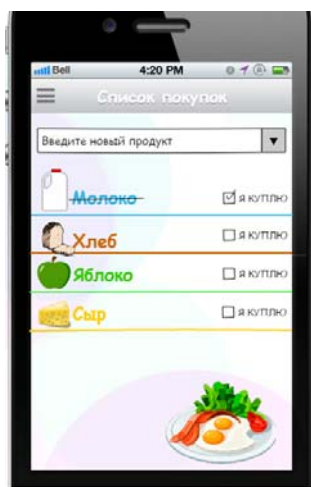 Bell 4:20 PM
Список покупок
Введите новый продукт
Молоко я куплю
Хлеб я куплю
Яблоко я куплю
Сыр я куплю